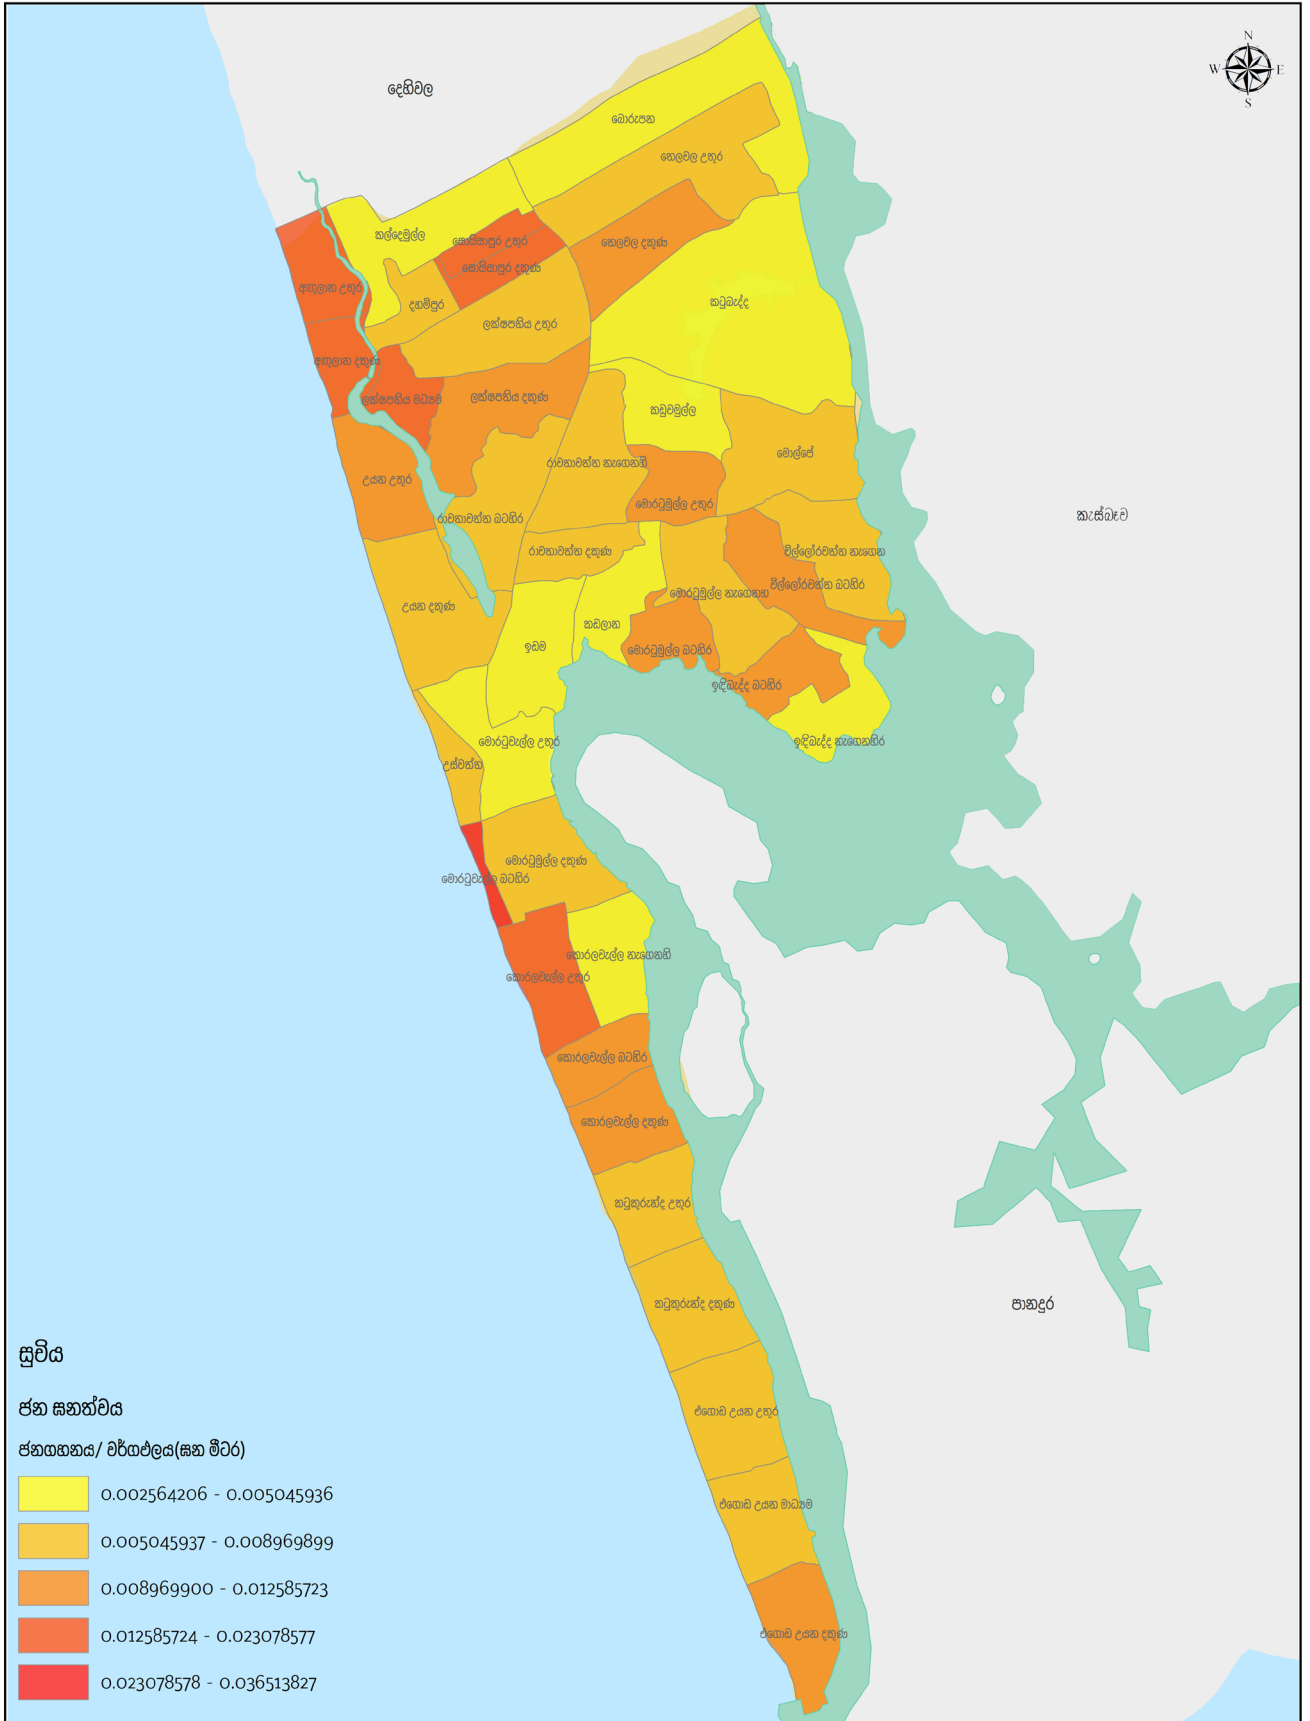 N
W E
S
දෙහිවල
බොරුපන
තෙලවල උතුර
කල්දෙමුල්ල
සොයිසාපුර උතුර
තෙලවල දකුණ
සොයිසාපුර දකුණ
අඟුලාන උතුර
කටුබැද්ද
දහම්පුර
ලක්ෂපතිය උතුර
අඟුලාන දකුණ
ලක්ෂපතිය මධ්‍යම
ලක්ෂපතිය දකුණ
කඩුවමුල්ල
මොල්පේ
රාවතාවත්ත නැගෙනහි
උයන උතුර
මොරටුමුල්ල උතුර
කැස්බෑව
රාවතාවත්ත බටහිර
රාවතාවත්ත දකුණ
විල්ලෝරවත්ත නැගෙන
විල්ලෝරවත්ත බටහිර
මොරටුමුල්ල නැගෙනහ
උයන දකුණ
කඩලාන
ඉඩම
මොරටුමුල්ල බටහිර
ඉඳිබැද්ද බටහිර
මොරටුවැල්ල උතුර
ඉඳිබැද්ද නැගෙනහිර
උස්වත්ත
මොරටුමුල්ල දකුණ
මොරටුවැල්ල බටහිර
කොරලවැල්ල නැගෙනහි
කොරලවැල්ල උතුර
කොරලවැල්ල බටහිර
කොරලවැල්ල දකුණ
කටුකුරුන්ද උතුර
කටුකුරුන්ද දකුණ
පානදුර
එගොඩ උයන උතුර
එගොඩ උයන මාධ්‍යම
එගොඩ උයන දකුණ
සුචිය
ජන ඝනත්වය
ජනගහනය/ වර්ගඵලය(ඝන මීටර)
0.002564206 - 0.005045936
0.005045937 - 0.008969899
0.008969900 - 0.012585723
0.012585724 - 0.023078577
0.023078578 - 0.036513827